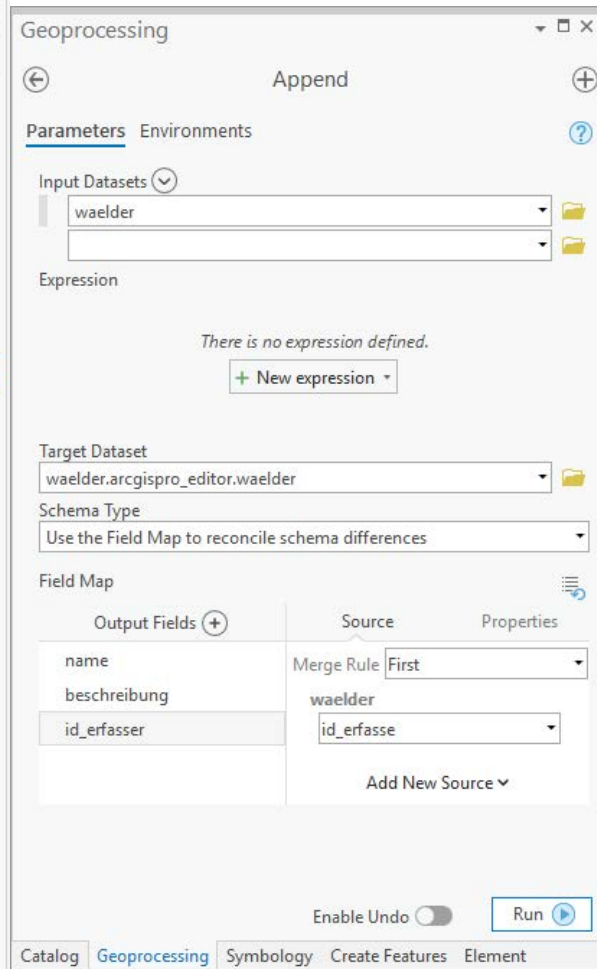 Geoprocessing
Append
Parameters Environments
Input Datasets
waelder
Expression
There is no expression defined.
+ New expression
Target Dataset
waelder.arcgispro_editor.waelder
Schema Type
Use the Field Map to reconcile schema differences
Field Map
Output Fields Source Properties
name Merge Rule First
beschreibung waelder
id_erfasser id_erfasse
Add New Source
Enable Undo Run
Catalog Geoprocessing Symbology Create Features Element